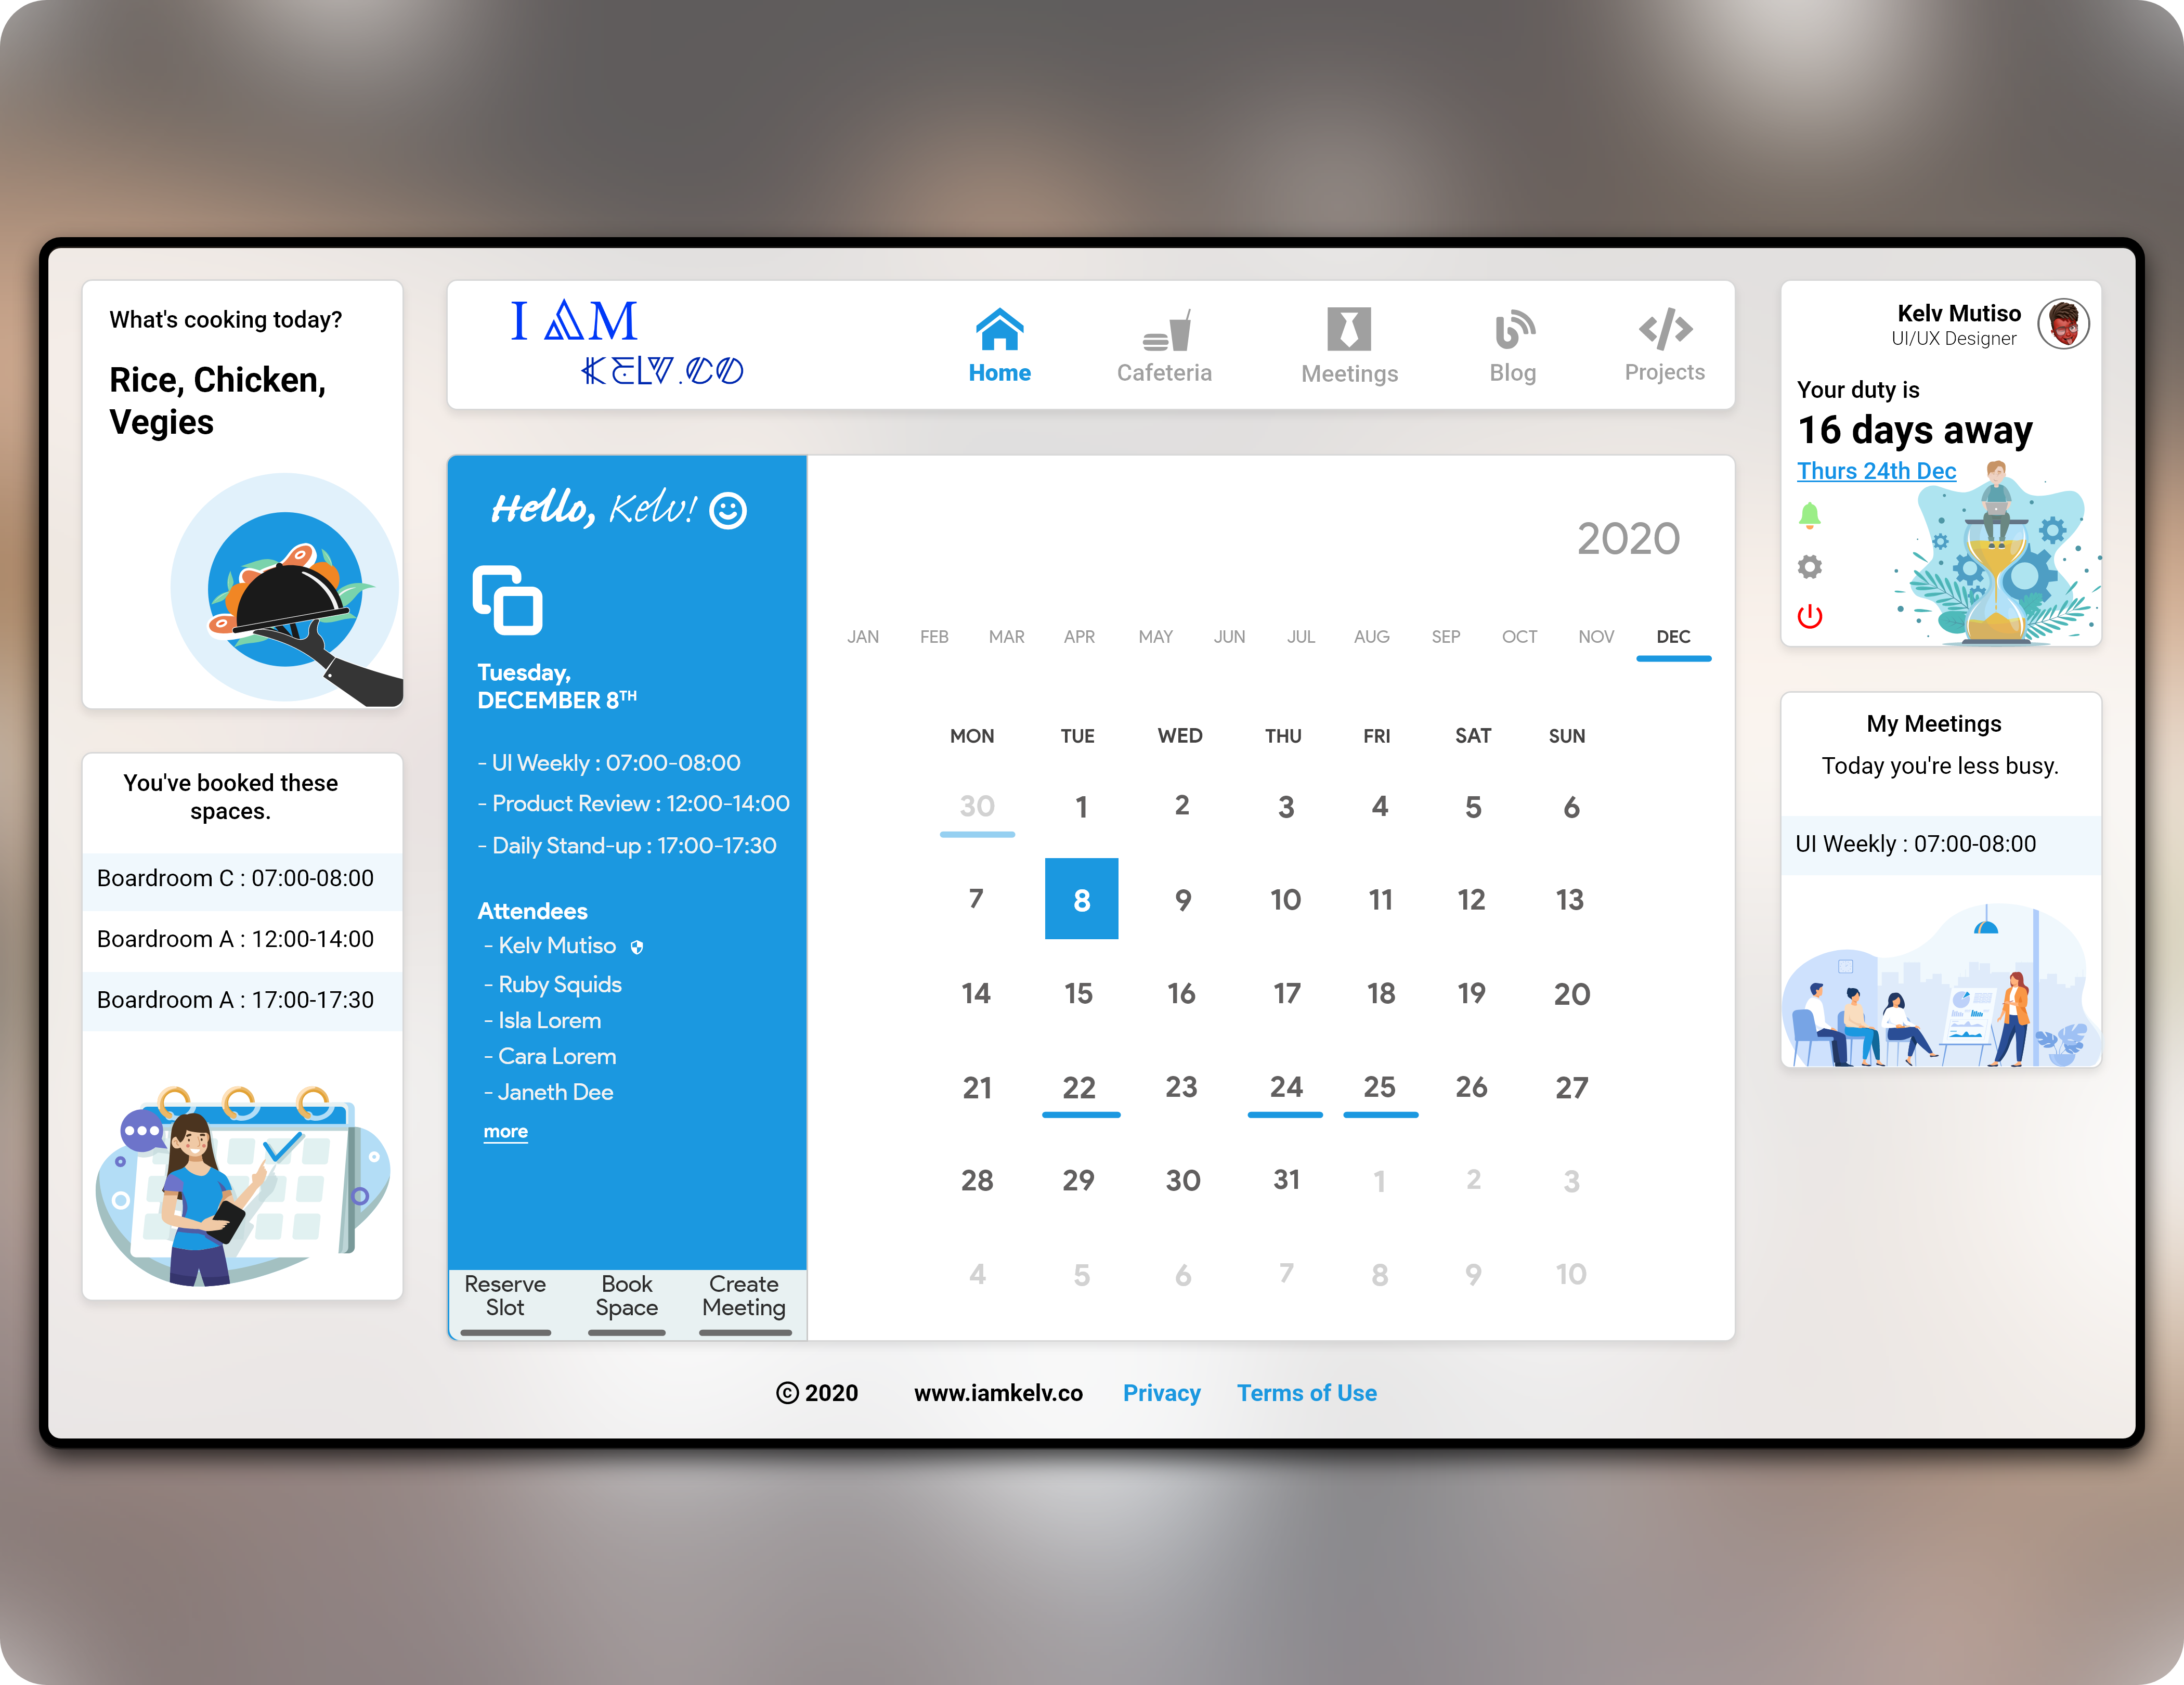 What's cooking today?
Rice, Chicken,
Vegies
You've booked these
spaces.
Boardroom C : 07:00-08:00
Boardroom A : 12:00-14:00
Boardroom A : 17:00-17:30
I AM
KELV.CO
Home
Cafeteria
Meetings
Blog
Projects
Hello, Kelv!
Tuesday,
DECEMBER 8TH
- UI Weekly : 07:00-08:00
- Product Review : 12:00-14:00
- Daily Stand-up : 17:00-17:30
Attendees
- Kelv Mutiso
- Ruby Squids
- Isla Lorem
- Cara Lorem
- Janeth Dee
more
Reserve
Slot
Book
Space
Create
Meeting
2020
JAN FEB MAR APR MAY JUN JUL AUG SEP OCT NOV DEC
MON TUE WED THU FRI SAT SUN
30 1 2 3 4 5 6
7 8 9 10 11 12 13
14 15 16 17 18 19 20
21 22 23 24 25 26 27
28 29 30 31 1 2 3
4 5 6 7 8 9 10
Kelv Mutiso
UI/UX Designer
Your duty is
16 days away
Thurs 24th Dec
My Meetings
Today you're less busy.
UI Weekly : 07:00-08:00
© 2020 www.iamkelv.co Privacy Terms of Use